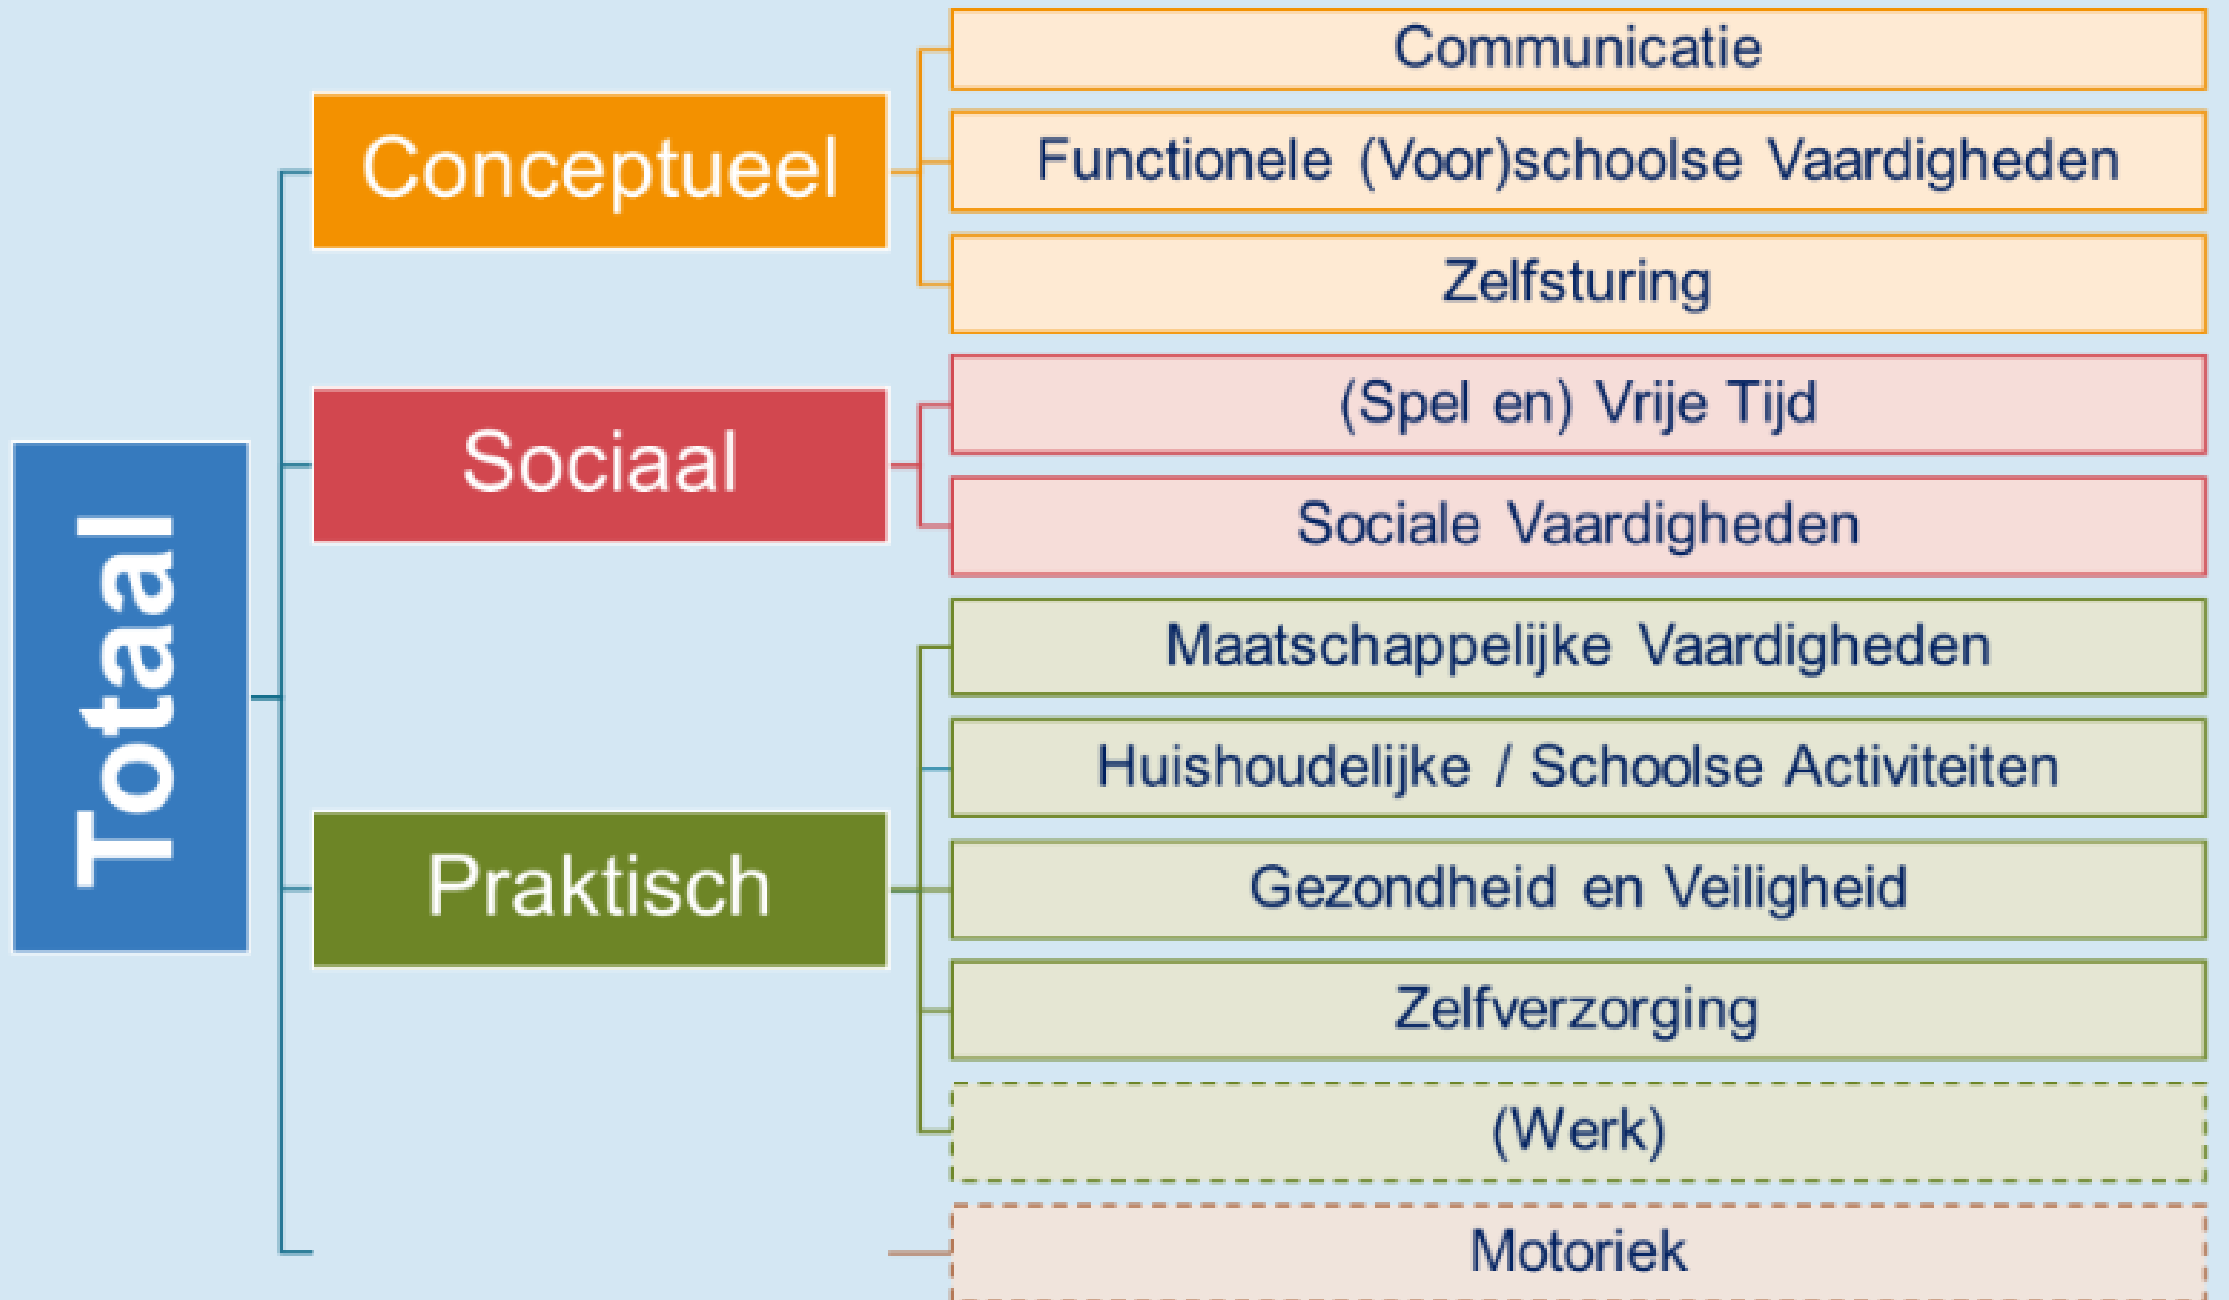 Totaal
Conceptueel
Communicatie
Functionele (Voor)schoolse Vaardigheden
Zelfsturing
Sociaal
(Spel en) Vrije Tijd
Sociale Vaardigheden
Praktisch
Maatschappelijke Vaardigheden
Huishoudelijke / Schoolse Activiteiten
Gezondheid en Veiligheid
Zelfverzorging
(Werk)
Motoriek